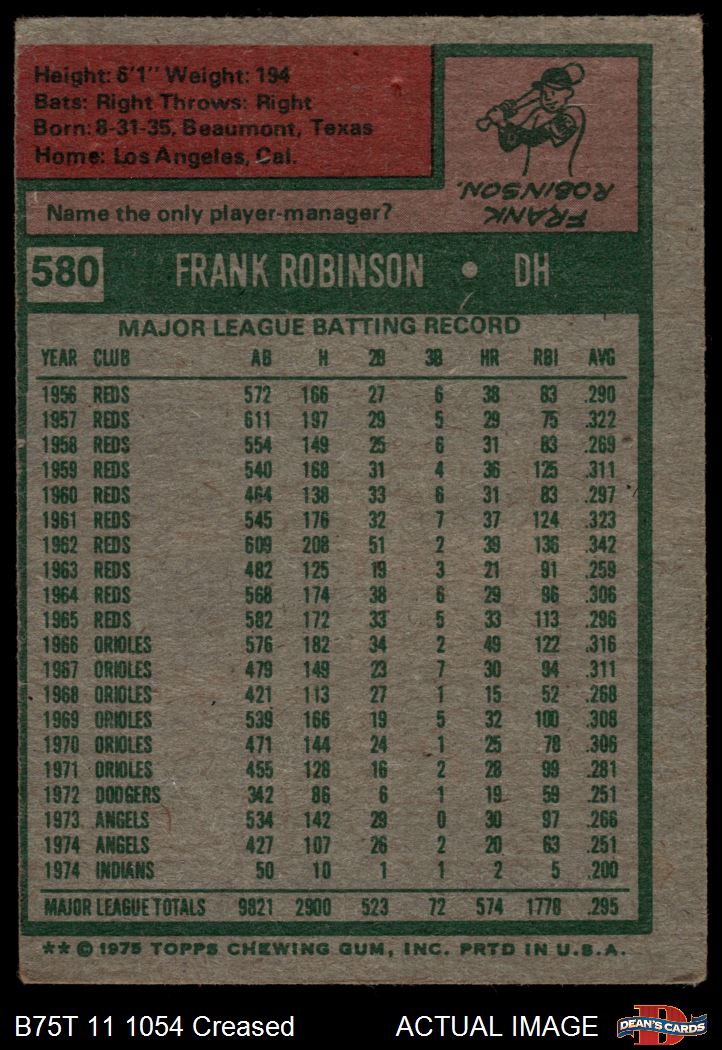 Height: 6'1" Weight: 194
Bats: Right Throws: Right
Born: 8-31-35, Beaumont, Texas
Home: Los Angeles, Cal.
FRANK
ROBINSON.
Name the only player-manager?
580 FRANK ROBINSON • DH
MAJOR LEAGUE BATTING RECORD
YEAR CLUB AB H 2B 3B HR RBI AVG
1956 REDS 572 166 27 6 38 83 .290
1957 REDS 611 197 29 5 29 75 .322
1958 REDS 554 149 25 6 31 83 .269
1959 REDS 540 168 31 4 36 125 .311
1960 REDS 464 138 33 6 31 83 .297
1961 REDS 545 176 32 7 37 124 .323
1962 REDS 609 208 51 2 39 136 .342
1963 REDS 482 125 19 3 21 91 .259
1964 REDS 568 174 38 6 29 96 .306
1965 REDS 582 172 33 5 33 113 .296
1966 ORIOLES 576 182 34 2 49 122 .316
1967 ORIOLES 479 149 23 7 30 94 .311
1968 ORIOLES 421 113 27 1 15 52 .268
1969 ORIOLES 539 166 19 5 32 100 .308
1970 ORIOLES 471 144 24 1 25 78 .306
1971 ORIOLES 455 128 16 2 28 99 .281
1972 DODGERS 342 86 6 1 19 59 .251
1973 ANGELS 534 142 29 0 30 97 .266
1974 ANGELS 427 107 26 2 20 63 .251
1974 INDIANS 50 10 1 1 2 5 .200
MAJOR LEAGUE TOTALS 9821 2900 523 72 574 1778 .295
** © 1975 TOPPS CHEWING GUM, INC. PRTD IN U.S.A.
B75T 11 1054 Creased ACTUAL IMAGE DEAN'S CARDS